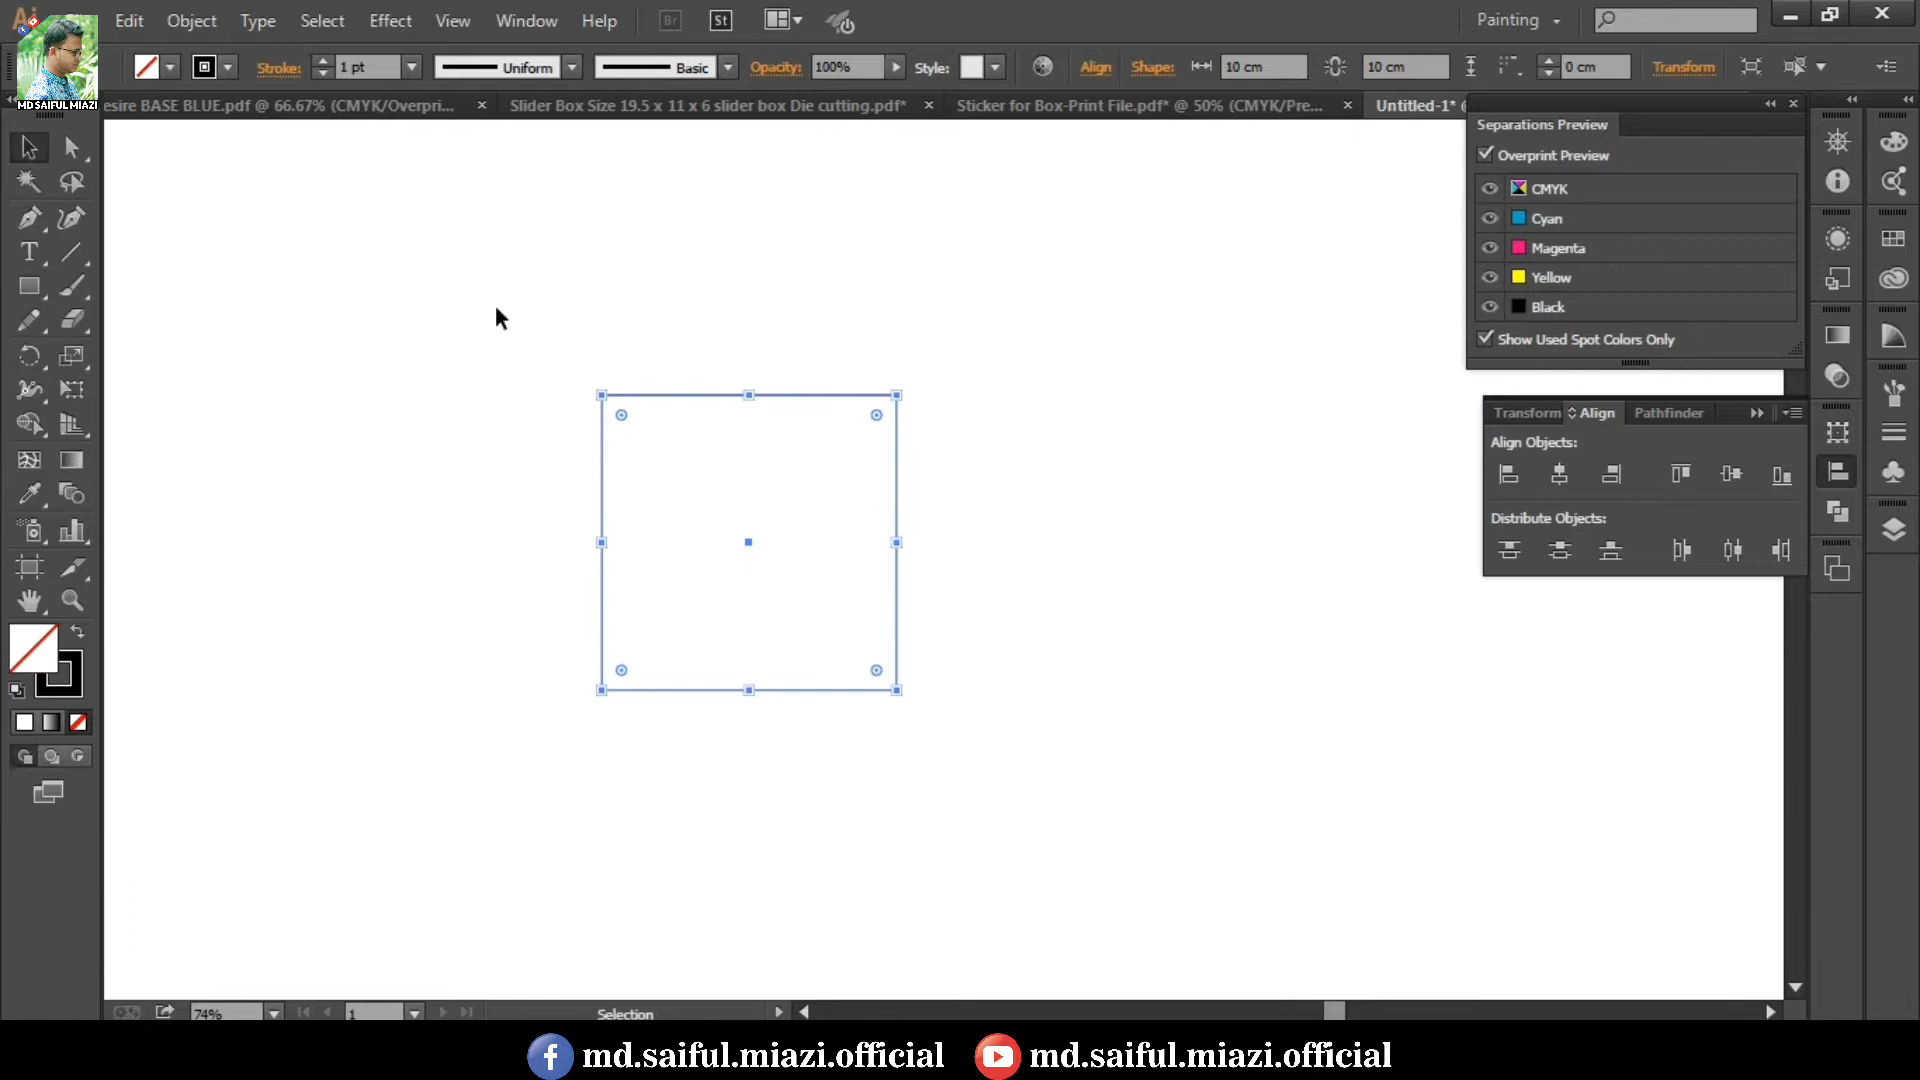 Ai
Edit Object Type Select Effect View Window Help Br St Painting
MD SAIFUL MIAZI
Stroke: 1 pt Uniform Basic Opacity: 100% Style: Align Shape: 10 cm 10 cm 0 cm Transform
esire BASE BLUE.pdf @ 66.67% (CMYK/Overpri... × Slider Box Size 19.5 x 11 x 6 slider box Die cutting.pdf* × Sticker for Box-Print File.pdf* @ 50% (CMYK/Pre... × Untitled-1*
Separations Preview
Overprint Preview
CMYK
Cyan
Magenta
Yellow
Black
Show Used Spot Colors Only
Transform Align Pathfinder
Align Objects:
Distribute Objects:
74% 1 Selection
md.saiful.miazi.official md.saiful.miazi.official